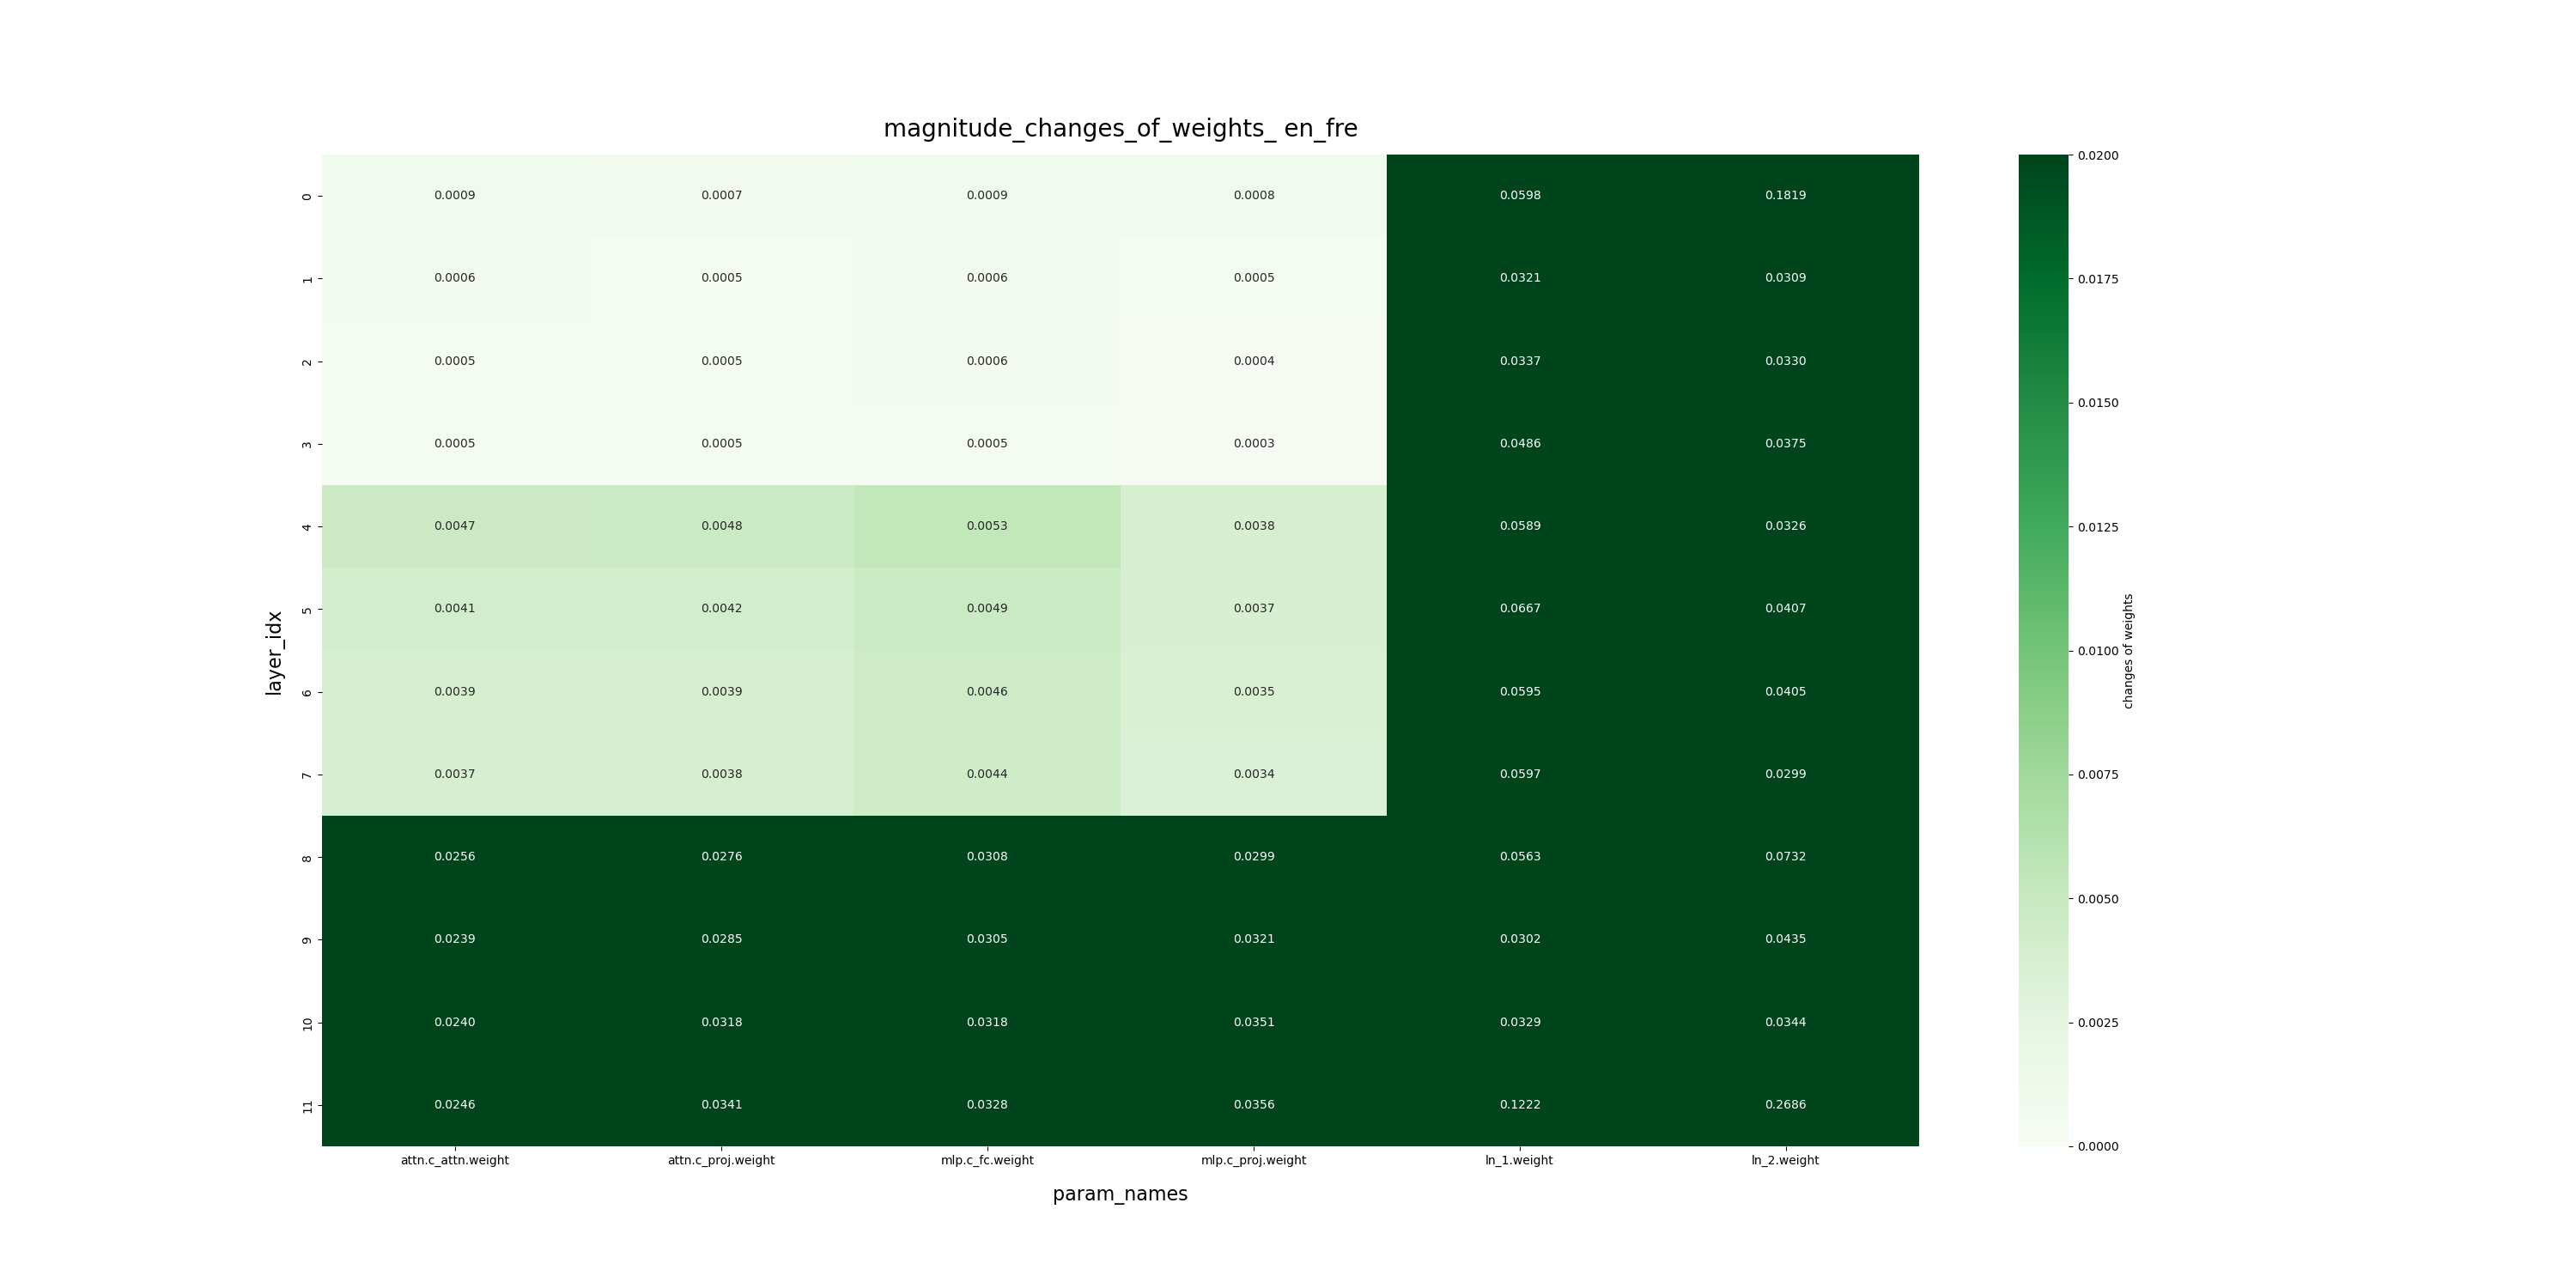 magnitude_changes_of_weights_ en_fre
0 0.0009 0.0007 0.0009 0.0008 0.0598 0.1819
1 0.0006 0.0005 0.0006 0.0005 0.0321 0.0309
2 0.0005 0.0005 0.0006 0.0004 0.0337 0.0330
3 0.0005 0.0005 0.0005 0.0003 0.0486 0.0375
4 0.0047 0.0048 0.0053 0.0038 0.0589 0.0326
5 0.0041 0.0042 0.0049 0.0037 0.0667 0.0407
6 0.0039 0.0039 0.0046 0.0035 0.0595 0.0405
7 0.0037 0.0038 0.0044 0.0034 0.0597 0.0299
8 0.0256 0.0276 0.0308 0.0299 0.0563 0.0732
9 0.0239 0.0285 0.0305 0.0321 0.0302 0.0435
10 0.0240 0.0318 0.0318 0.0351 0.0329 0.0344
11 0.0246 0.0341 0.0328 0.0356 0.1222 0.2686
layer_idx
attn.c_attn.weight attn.c_proj.weight mlp.c_fc.weight mlp.c_proj.weight ln_1.weight ln_2.weight
param_names
0.0200
0.0175
0.0150
0.0125
0.0100
0.0075
0.0050
0.0025
0.0000
changes of weights